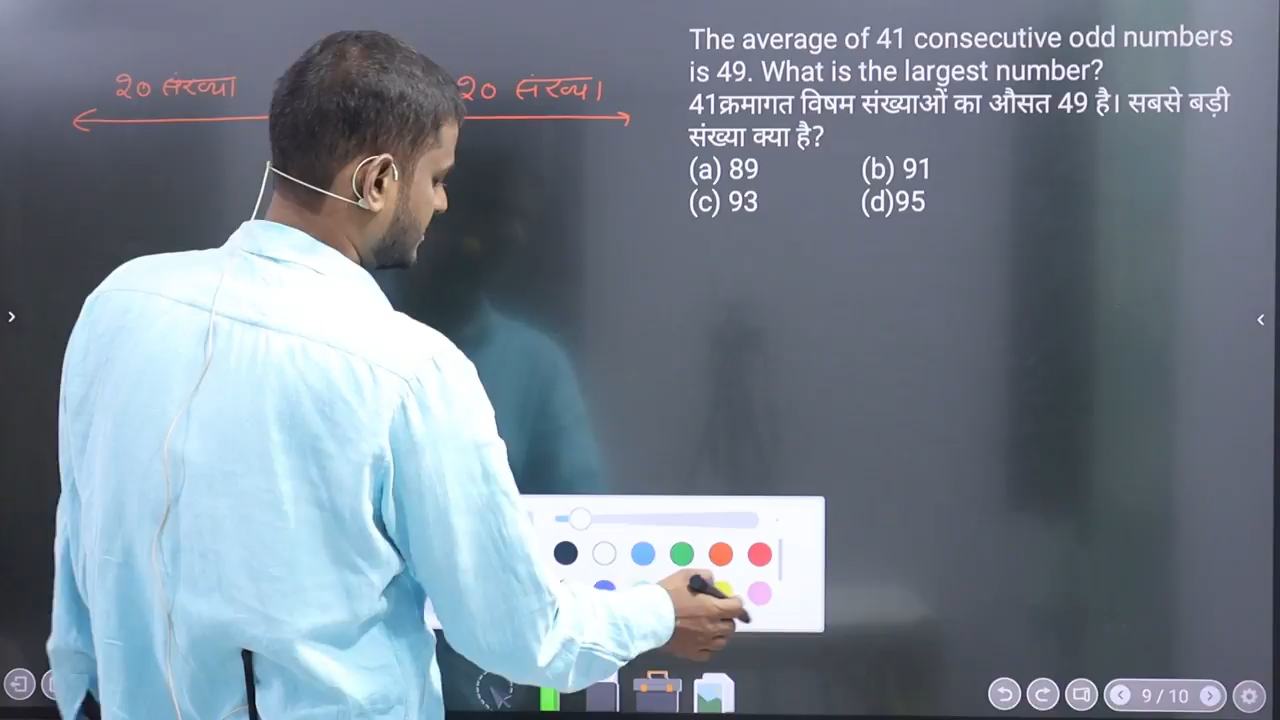 २० संख्या
२० संख्या
The average of 41 consecutive odd numbers
is 49. What is the largest number?
41क्रमागत विषम संख्याओं का औसत 49 है। सबसे बड़ी
संख्या क्या है?
(a) 89 (b) 91
(c) 93 (d)95
9 / 10